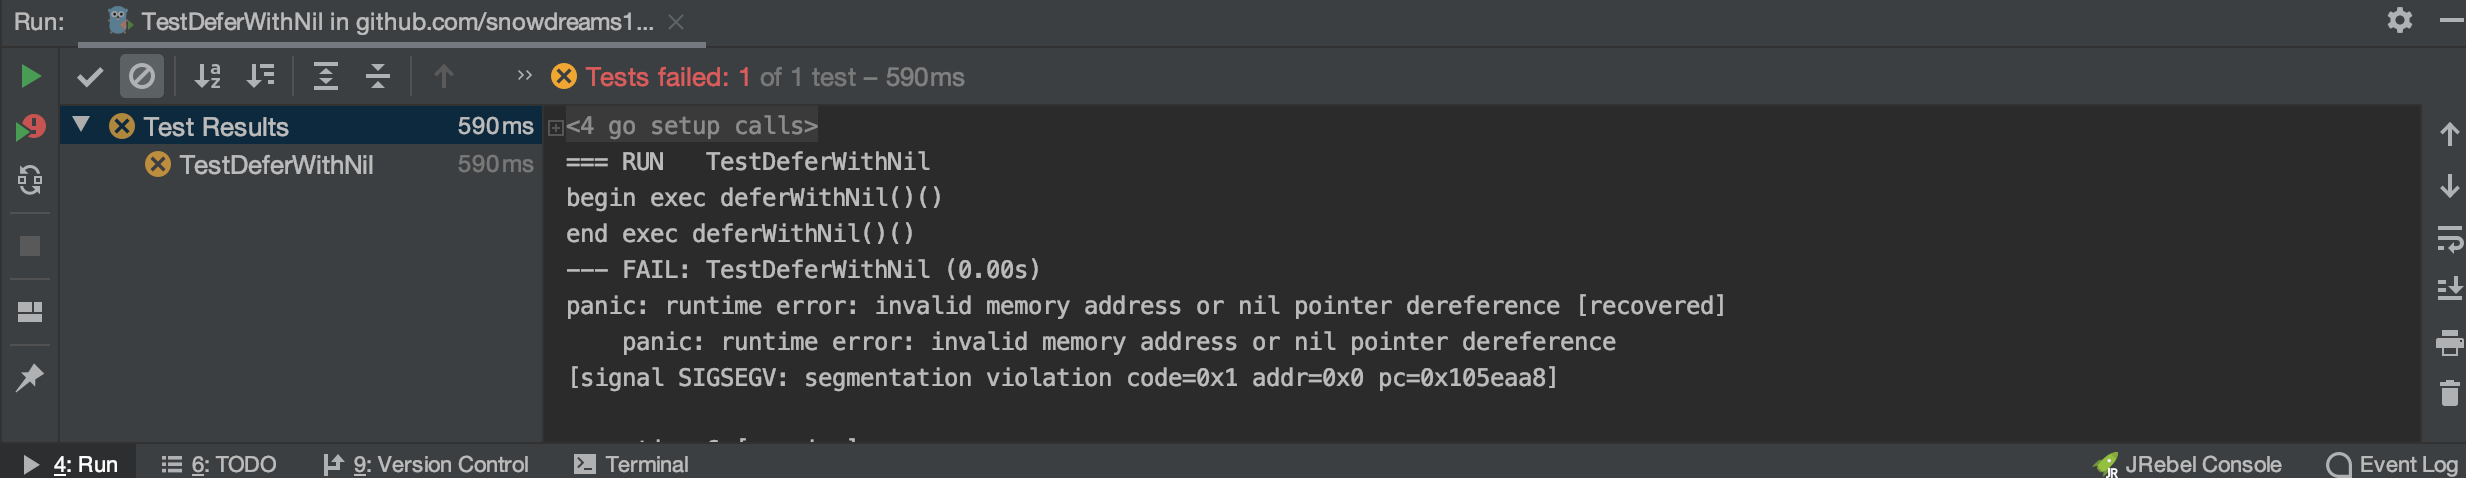 Run: TestDeferWithNil in github.com/snowdreams1...
Tests failed: 1 of 1 test – 590ms
Test Results 590ms
TestDeferWithNil 590ms
<4 go setup calls>
=== RUN   TestDeferWithNil
begin exec deferWithNil()()
end exec deferWithNil()()
--- FAIL: TestDeferWithNil (0.00s)
panic: runtime error: invalid memory address or nil pointer dereference [recovered]
    panic: runtime error: invalid memory address or nil pointer dereference
[signal SIGSEGV: segmentation violation code=0x1 addr=0x0 pc=0x105eaa8]
4: Run 6: TODO 9: Version Control Terminal JRebel Console Event Log